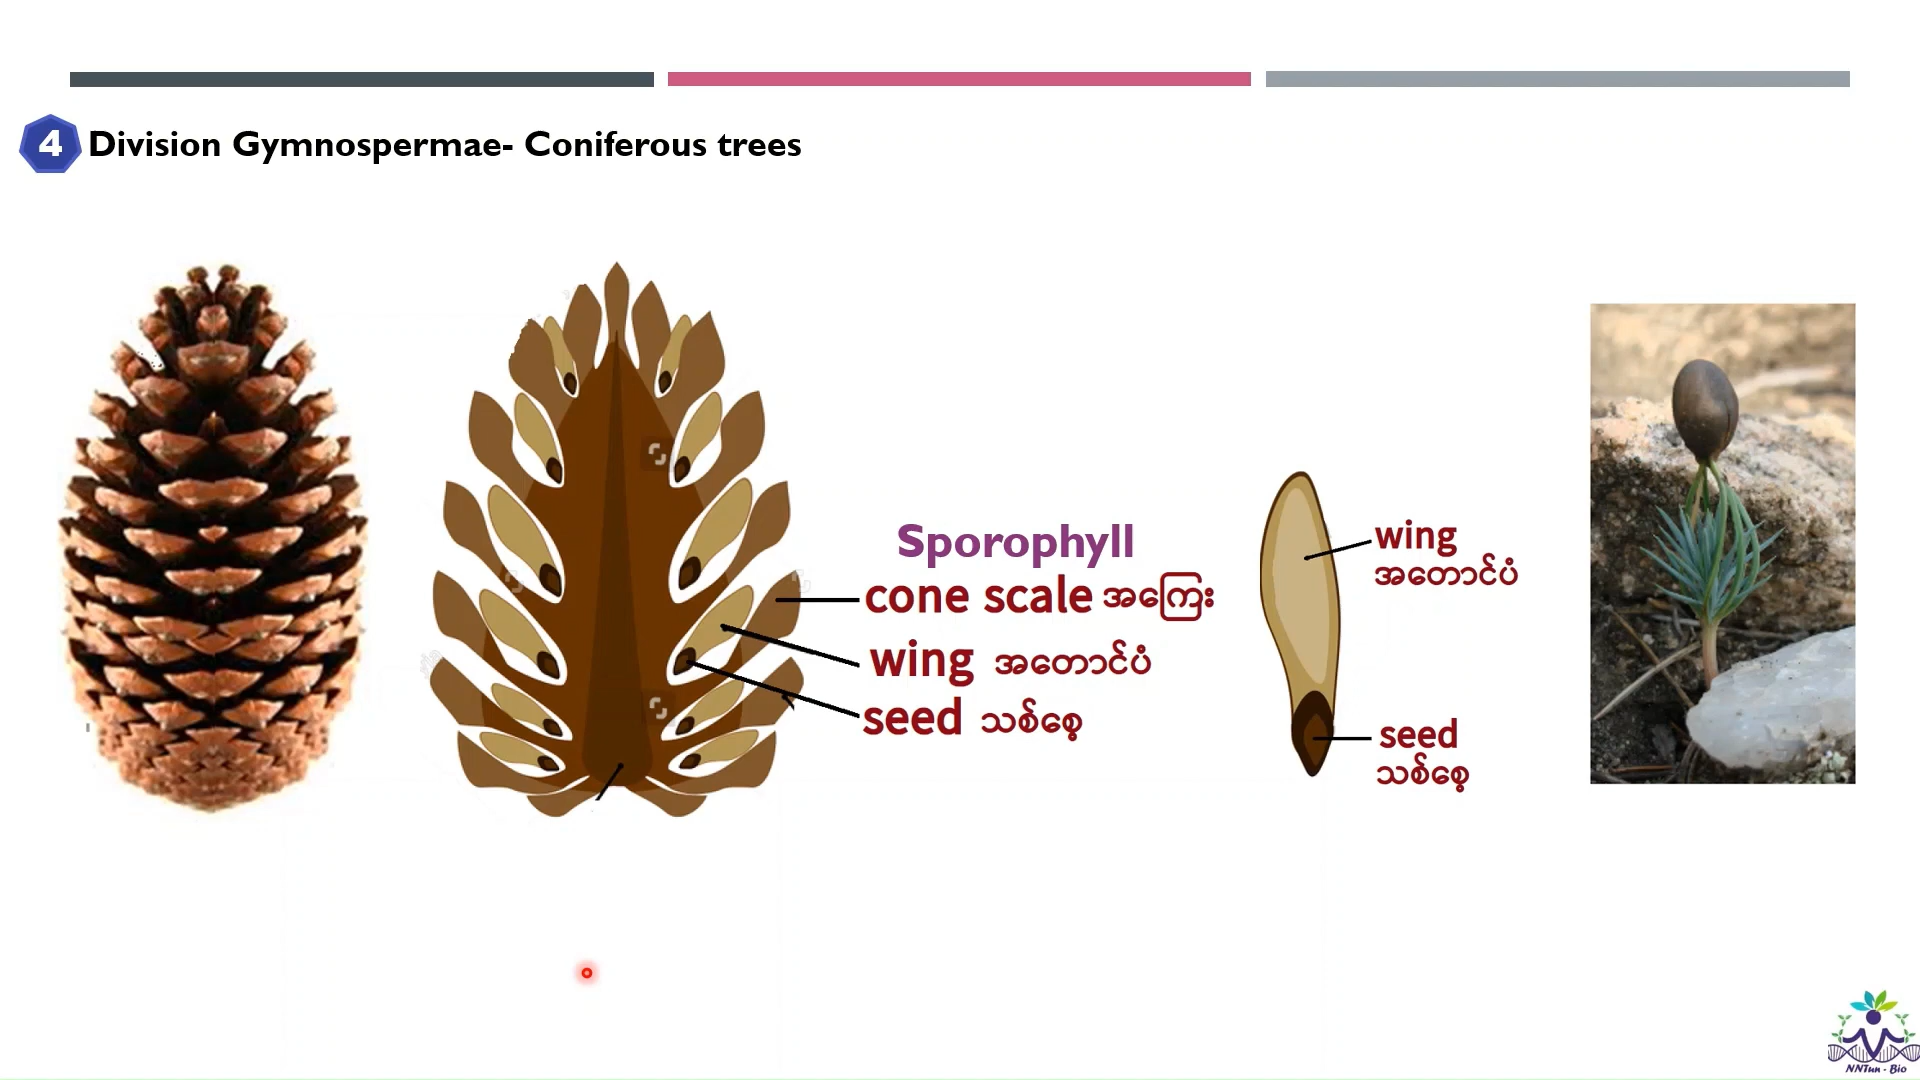 4 Division Gymnospermae- Coniferous trees
Sporophyll
cone scale အကြေး
wing အတောင်ပံ
seed သစ်စေ့
wing
အတောင်ပံ
seed
သစ်စေ့
NNTun - Bio